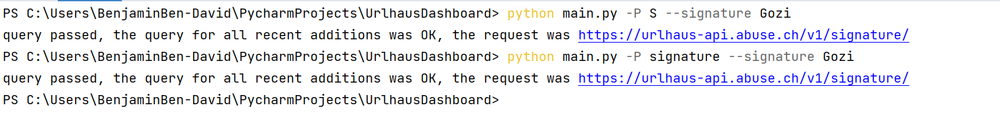 PS C:\Users\BenjaminBen-David\PycharmProjects\UrlhausDashboard> python main.py -P S --signature Gozi
query passed, the query for all recent additions was OK, the request was https://urlhaus-api.abuse.ch/v1/signature/
PS C:\Users\BenjaminBen-David\PycharmProjects\UrlhausDashboard> python main.py -P signature --signature Gozi
query passed, the query for all recent additions was OK, the request was https://urlhaus-api.abuse.ch/v1/signature/
PS C:\Users\BenjaminBen-David\PycharmProjects\UrlhausDashboard>